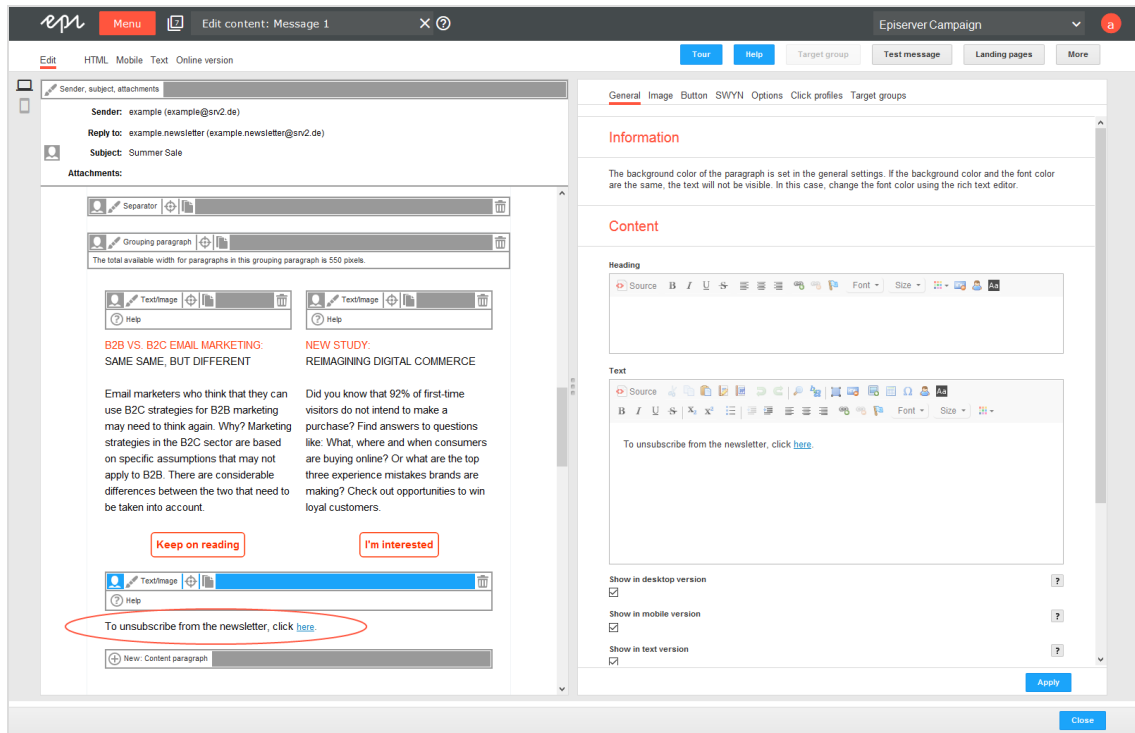 epi Menu 7 Edit content: Message 1 Episerver Campaign a
Edit HTML Mobile Text Online version
Tour Help Target group Test message Landing pages More
Sender, subject, attachments
Sender: example (example@srv2.de)
Reply to: example.newsletter (example.newsletter@srv2.de)
Subject: Summer Sale
Attachments:
Separator
Grouping paragraph
The total available width for paragraphs in this grouping paragraph is 550 pixels.
Text/Image
Help
B2B VS. B2C EMAIL MARKETING:
SAME SAME, BUT DIFFERENT
Email marketers who think that they can
use B2C strategies for B2B marketing
may need to think again. Why? Marketing
strategies in the B2C sector are based
on specific assumptions that may not
apply to B2B. There are considerable
differences between the two that need to
be taken into account.
Keep on reading
Text/Image
Help
NEW STUDY:
REIMAGINING DIGITAL COMMERCE
Did you know that 92% of first-time
visitors do not intend to make a
purchase? Find answers to questions
like: What, where and when consumers
are buying online? Or what are the top
three experience mistakes brands are
making? Check out opportunities to win
loyal customers.
I'm interested
Text/Image
Help
To unsubscribe from the newsletter, click here.
New: Content paragraph
General Image Button SWYN Options Click profiles Target groups
Information
The background color of the paragraph is set in the general settings. If the background color and the font color
are the same, the text will not be visible. In this case, change the font color using the rich text editor.
Content
Heading
Source B I U S Font Size Aa
Text
Source Ω Aa
B I U S X₂ X² Font Size
To unsubscribe from the newsletter, click here.
Show in desktop version ?
Show in mobile version ?
Show in text version ?
Apply
Close